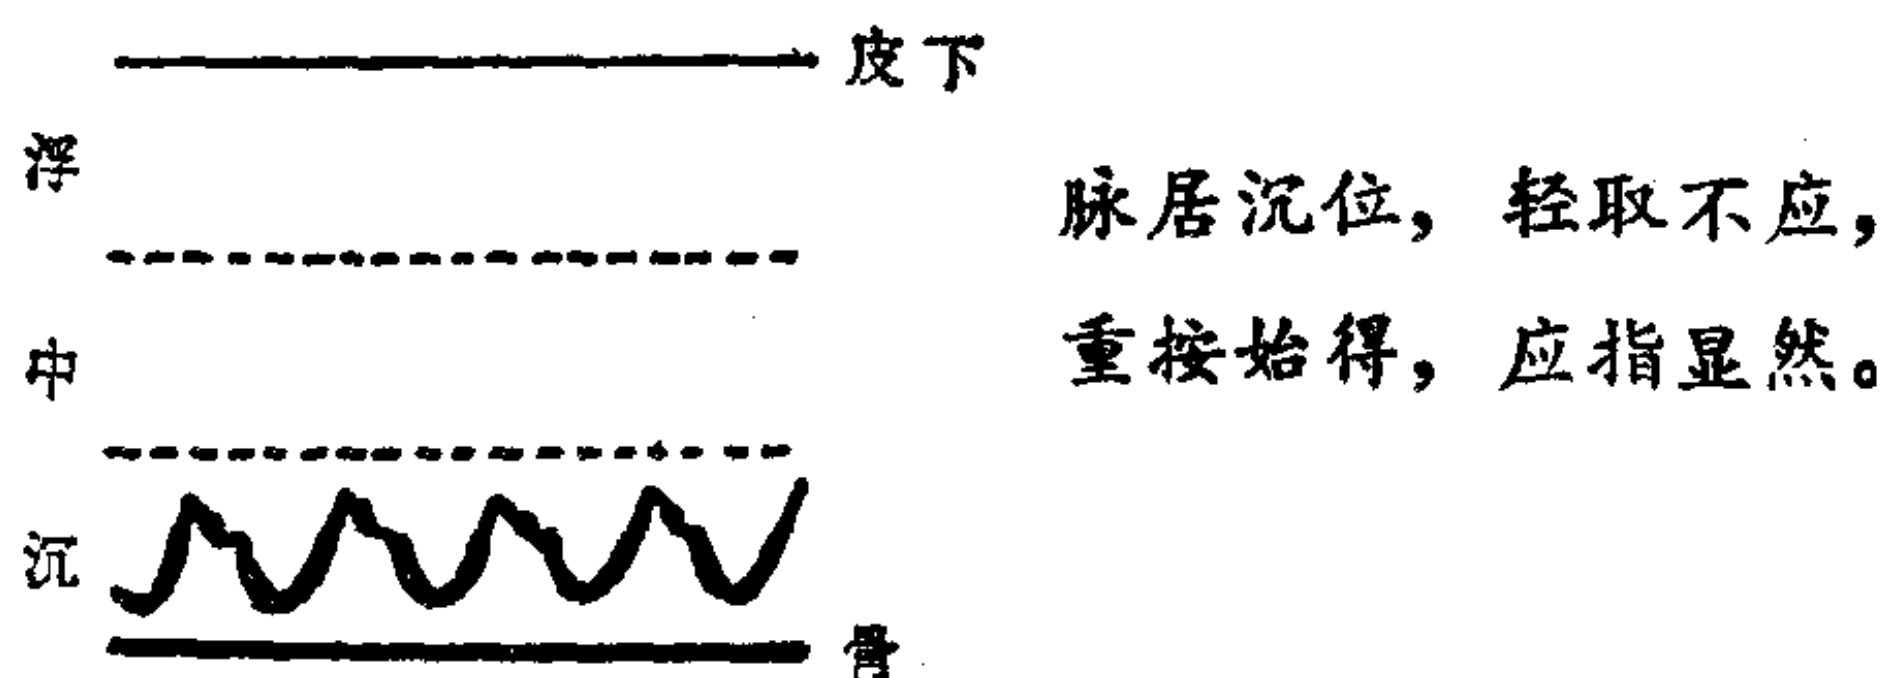 皮下
浮
脉居沉位，轻取不应，
中
重按始得，应指显然。
沉
骨